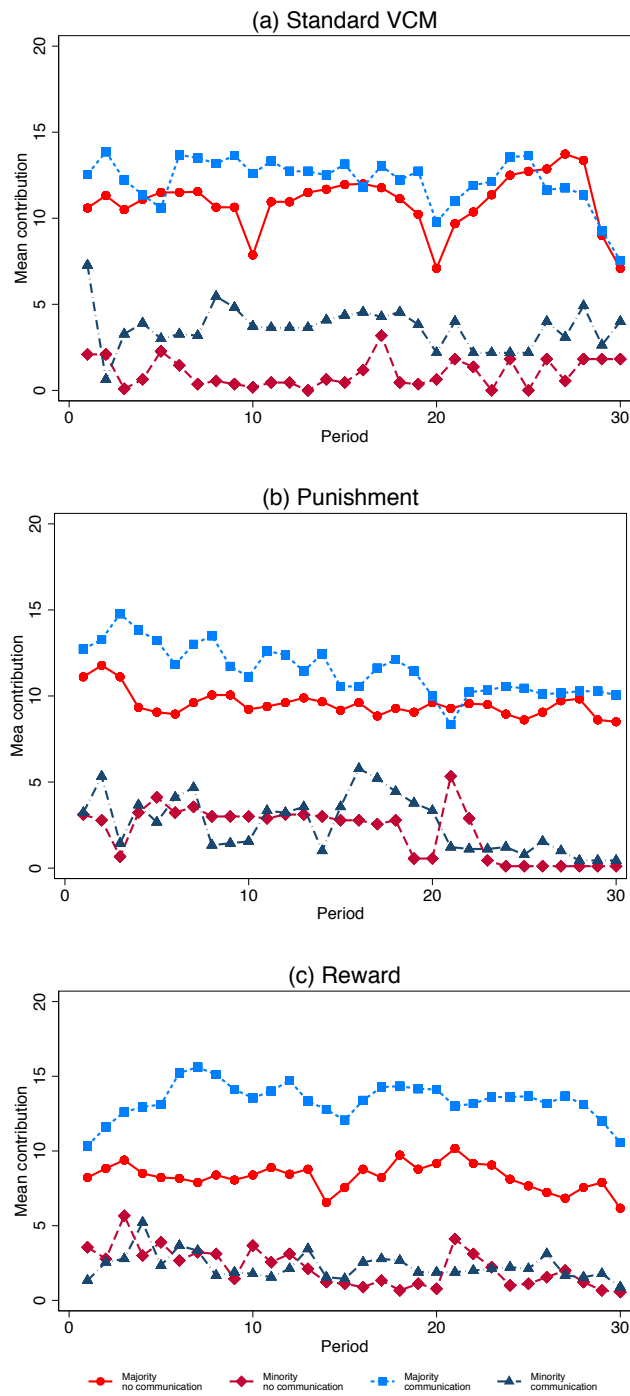 (a) Standard VCM
20
15
10
5
0
Mean contribution
0 10 20 30
Period
(b) Punishment
20
15
10
5
0
Mea contribution
0 10 20 30
Period
(c) Reward
20
15
10
5
0
Mean contribution
0 10 20 30
Period
Majority Minority Majority Minority
no communication no communication communication communication